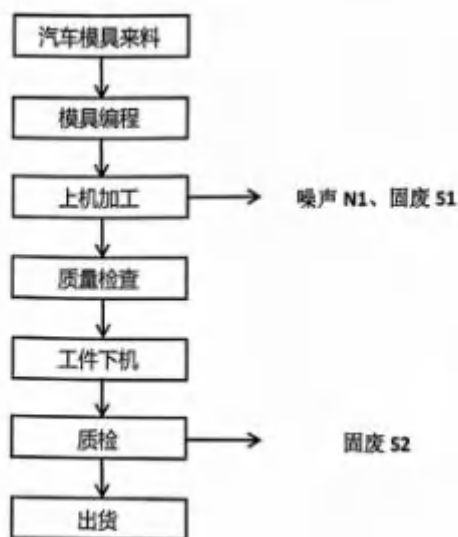 汽车模具来料
模具编程
上机加工
噪声 N1、固废 S1
质量检查
工件下机
质检
固废 S2
出货